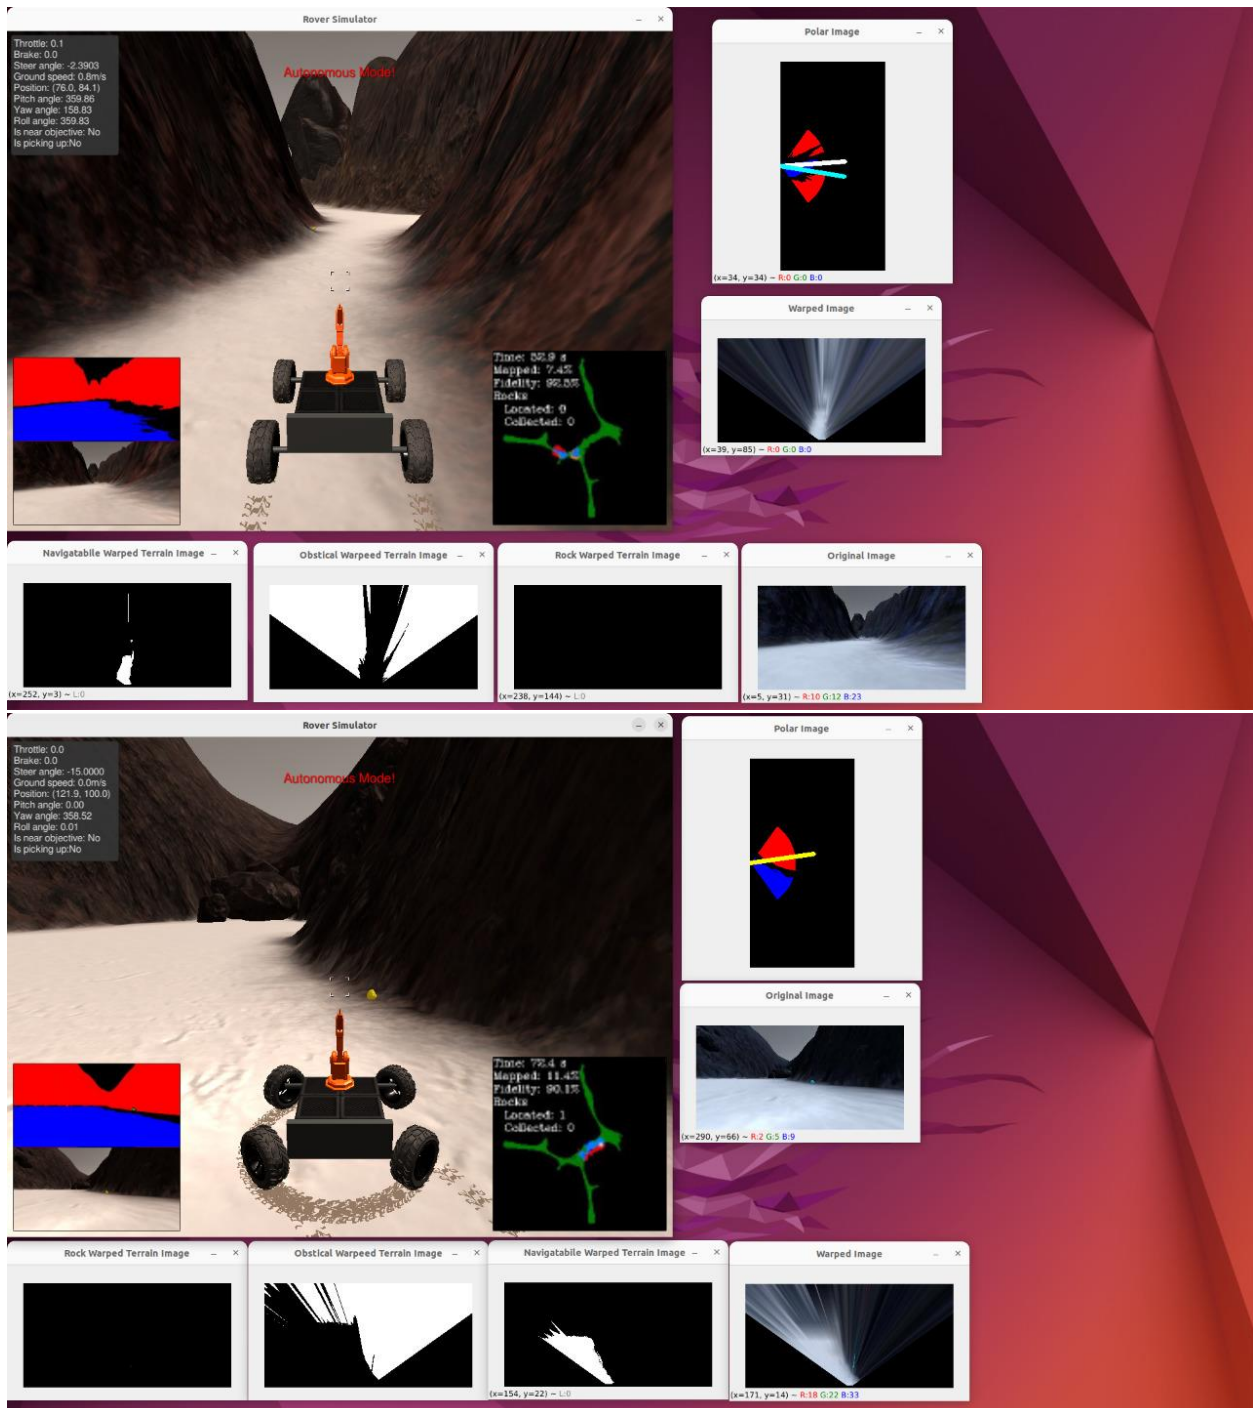 Rover Simulator
Throttle: 0.1
Brake: 0.0
Steer angle: -2.3903
Ground speed: 0.8m/s
Position: (76.0, 84.1)
Pitch angle: 359.86
Yaw angle: 158.83
Roll angle: 359.83
Is near objective: No
Is picking up:No
Autonomous Mode!
Time: 52.9 s
Mapped: 7.4%
Fidelity: 92.5%
Rocks
Located: 0
Collected: 0
Polar Image
(x=34, y=34) ~ R:0 G:0 B:0
Warped Image
(x=39, y=85) ~ R:0 G:0 B:0
Navigatabile Warped Terrain Image
(x=252, y=3) ~ L:0
Obstical Warpeed Terrain Image
Rock Warped Terrain Image
(x=238, y=144) ~ L:0
Original Image
(x=5, y=31) ~ R:10 G:12 B:23
Rover Simulator
Throttle: 0.0
Brake: 0.0
Steer angle: -15.0000
Ground speed: 0.0m/s
Position: (121.9, 100.0)
Pitch angle: 0.00
Yaw angle: 358.52
Roll angle: 0.01
Is near objective: No
Is picking up:No
Autonomous Mode!
Time: 72.4 s
Mapped: 11.4%
Fidelity: 90.1%
Rocks
Located: 1
Collected: 0
Polar Image
Original Image
(x=290, y=66) ~ R:2 G:5 B:9
Rock Warped Terrain Image
Obstical Warpeed Terrain Image
Navigatabile Warped Terrain Image
(x=154, y=22) ~ L:0
Warped Image
(x=171, y=14) ~ R:18 G:22 B:33